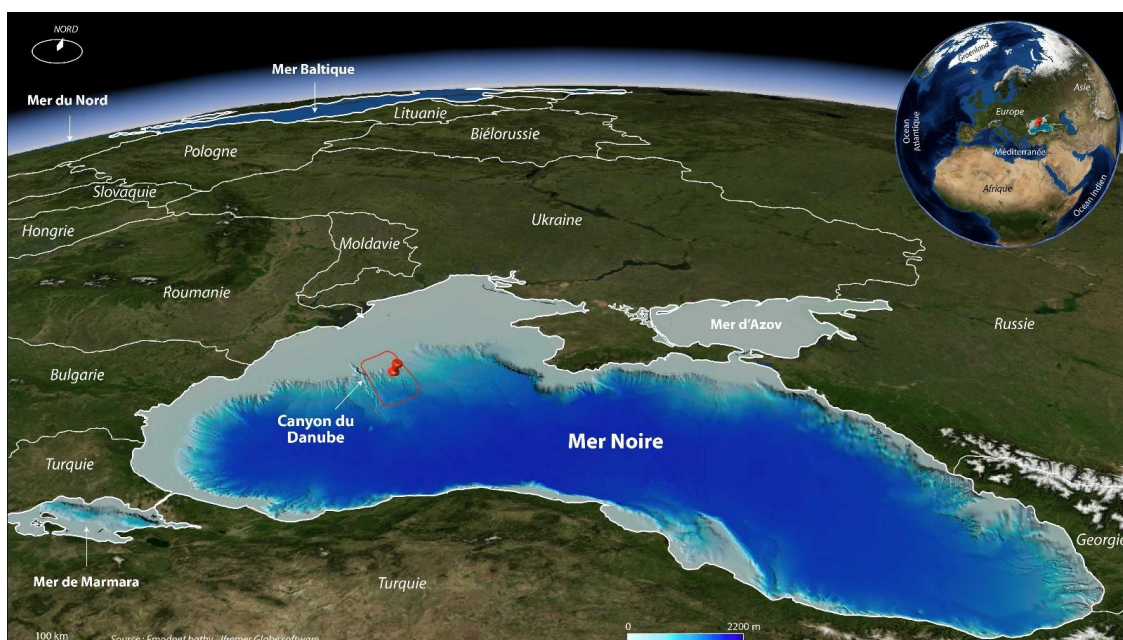 NORD
Mer Baltique
Mer du Nord
Lituanie
Biélorussie
Pologne
Slovaquie
Hongrie
Ukraine
Moldavie
Roumanie
Mer d'Azov
Russie
Bulgarie
Canyon du
Danube
Mer Noire
Turquie
Georgie
Mer de Marmara
Turquie
100 km
Source : Emodnet bathy - Ifremer Globe software
0
2200 m
Groenland
Asie
Europe
Océan
Atlantique
Méditerranée
Afrique
Océan Indien